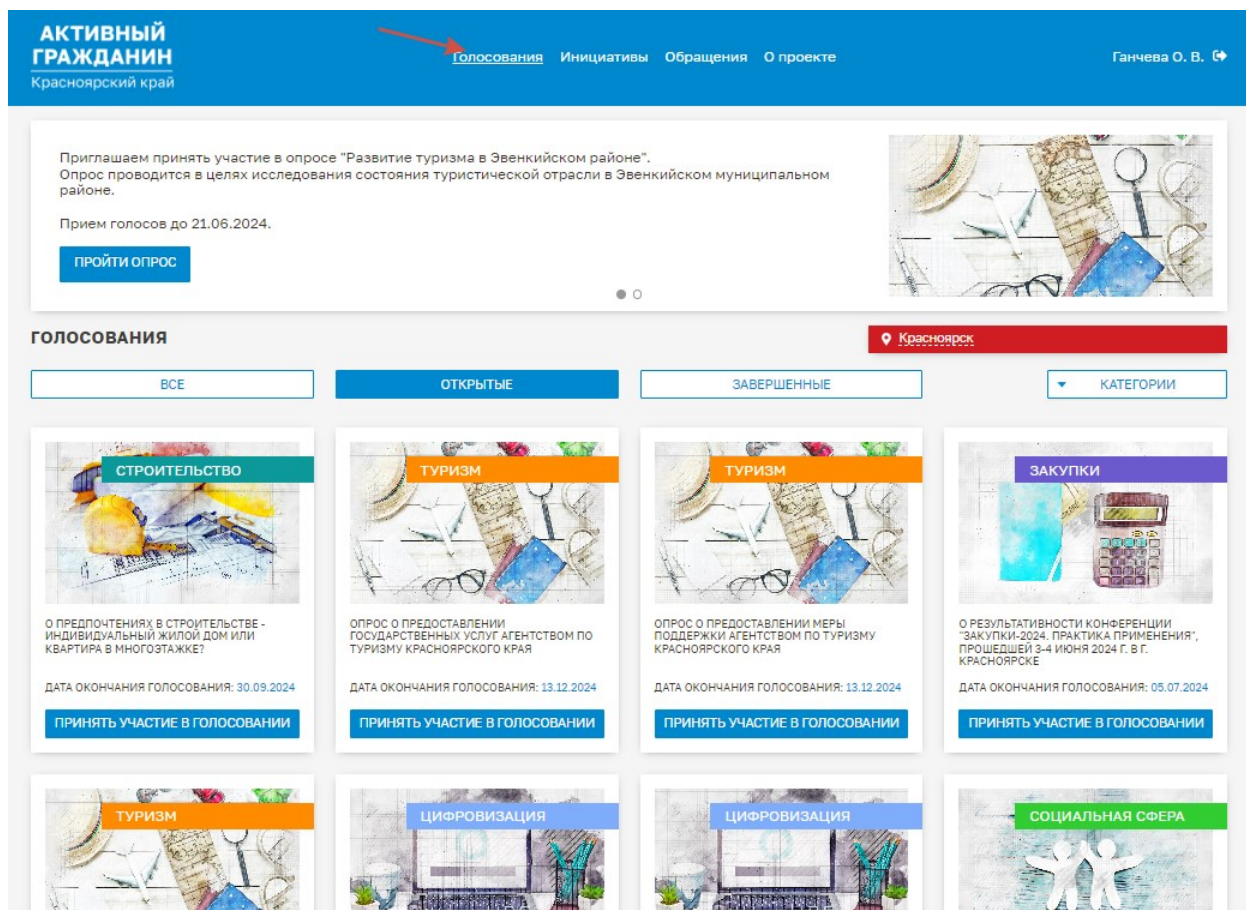 АКТИВНЫЙ
ГРАЖДАНИН
Красноярский край
Голосования Инициативы Обращения О проекте
Ганчева О. В.
Приглашаем принять участие в опросе "Развитие туризма в Эвенкийском районе".
Опрос проводится в целях исследования состояния туристической отрасли в Эвенкийском муниципальном
районе.
Прием голосов до 21.06.2024.
ПРОЙТИ ОПРОС
ГОЛОСОВАНИЯ
Красноярск
ВСЕ
ОТКРЫТЫЕ
ЗАВЕРШЕННЫЕ
КАТЕГОРИИ
СТРОИТЕЛЬСТВО
О ПРЕДПОЧТЕНИЯХ В СТРОИТЕЛЬСТВЕ -
ИНДИВИДУАЛЬНЫЙ ЖИЛОЙ ДОМ ИЛИ
КВАРТИРА В МНОГОЭТАЖКЕ?
ДАТА ОКОНЧАНИЯ ГОЛОСОВАНИЯ: 30.09.2024
ПРИНЯТЬ УЧАСТИЕ В ГОЛОСОВАНИИ
ТУРИЗМ
ОПРОС О ПРЕДОСТАВЛЕНИИ
ГОСУДАРСТВЕННЫХ УСЛУГ АГЕНТСТВОМ ПО
ТУРИЗМУ КРАСНОЯРСКОГО КРАЯ
ДАТА ОКОНЧАНИЯ ГОЛОСОВАНИЯ: 13.12.2024
ПРИНЯТЬ УЧАСТИЕ В ГОЛОСОВАНИИ
ТУРИЗМ
ОПРОС О ПРЕДОСТАВЛЕНИИ МЕРЫ
ПОДДЕРЖКИ АГЕНТСТВОМ ПО ТУРИЗМУ
КРАСНОЯРСКОГО КРАЯ
ДАТА ОКОНЧАНИЯ ГОЛОСОВАНИЯ: 13.12.2024
ПРИНЯТЬ УЧАСТИЕ В ГОЛОСОВАНИИ
ЗАКУПКИ
О РЕЗУЛЬТАТИВНОСТИ КОНФЕРЕНЦИИ
"ЗАКУПКИ-2024. ПРАКТИКА ПРИМЕНЕНИЯ",
ПРОШЕДШЕЙ 3-4 ИЮНЯ 2024 Г. В Г.
КРАСНОЯРСКЕ
ДАТА ОКОНЧАНИЯ ГОЛОСОВАНИЯ: 05.07.2024
ПРИНЯТЬ УЧАСТИЕ В ГОЛОСОВАНИИ
ТУРИЗМ
ЦИФРОВИЗАЦИЯ
ЦИФРОВИЗАЦИЯ
СОЦИАЛЬНАЯ СФЕРА